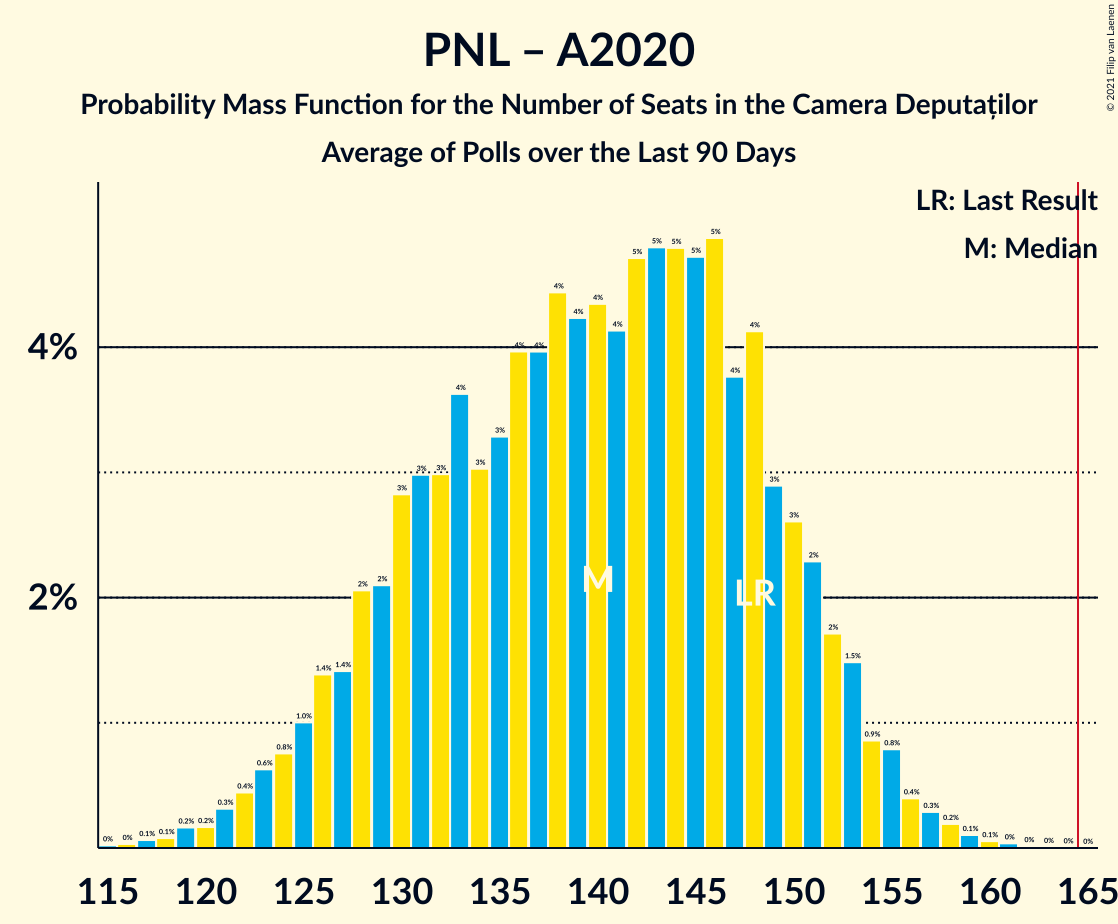 PNL – A2020
Probability Mass Function for the Number of Seats in the Camera Deputaților
Average of Polls over the Last 90 Days
© 2021 Filip van Laenen
LR: Last Result
M: Median
4%
2%
0% 0% 0.1% 0.1% 0.2% 0.2% 0.3% 0.4% 0.6% 0.8% 1.0% 1.4% 1.4% 2% 2% 3% 3% 3% 4% 3% 3% 4% 4% 4% 4% 4% 4% 5% 5% 5% 5% 5% 4% 4% 3% 3% 2% 2% 1.5% 0.9% 0.8% 0.4% 0.3% 0.2% 0.1% 0.1% 0% 0% 0% 0% 0%
M
LR
115 120 125 130 135 140 145 150 155 160 165